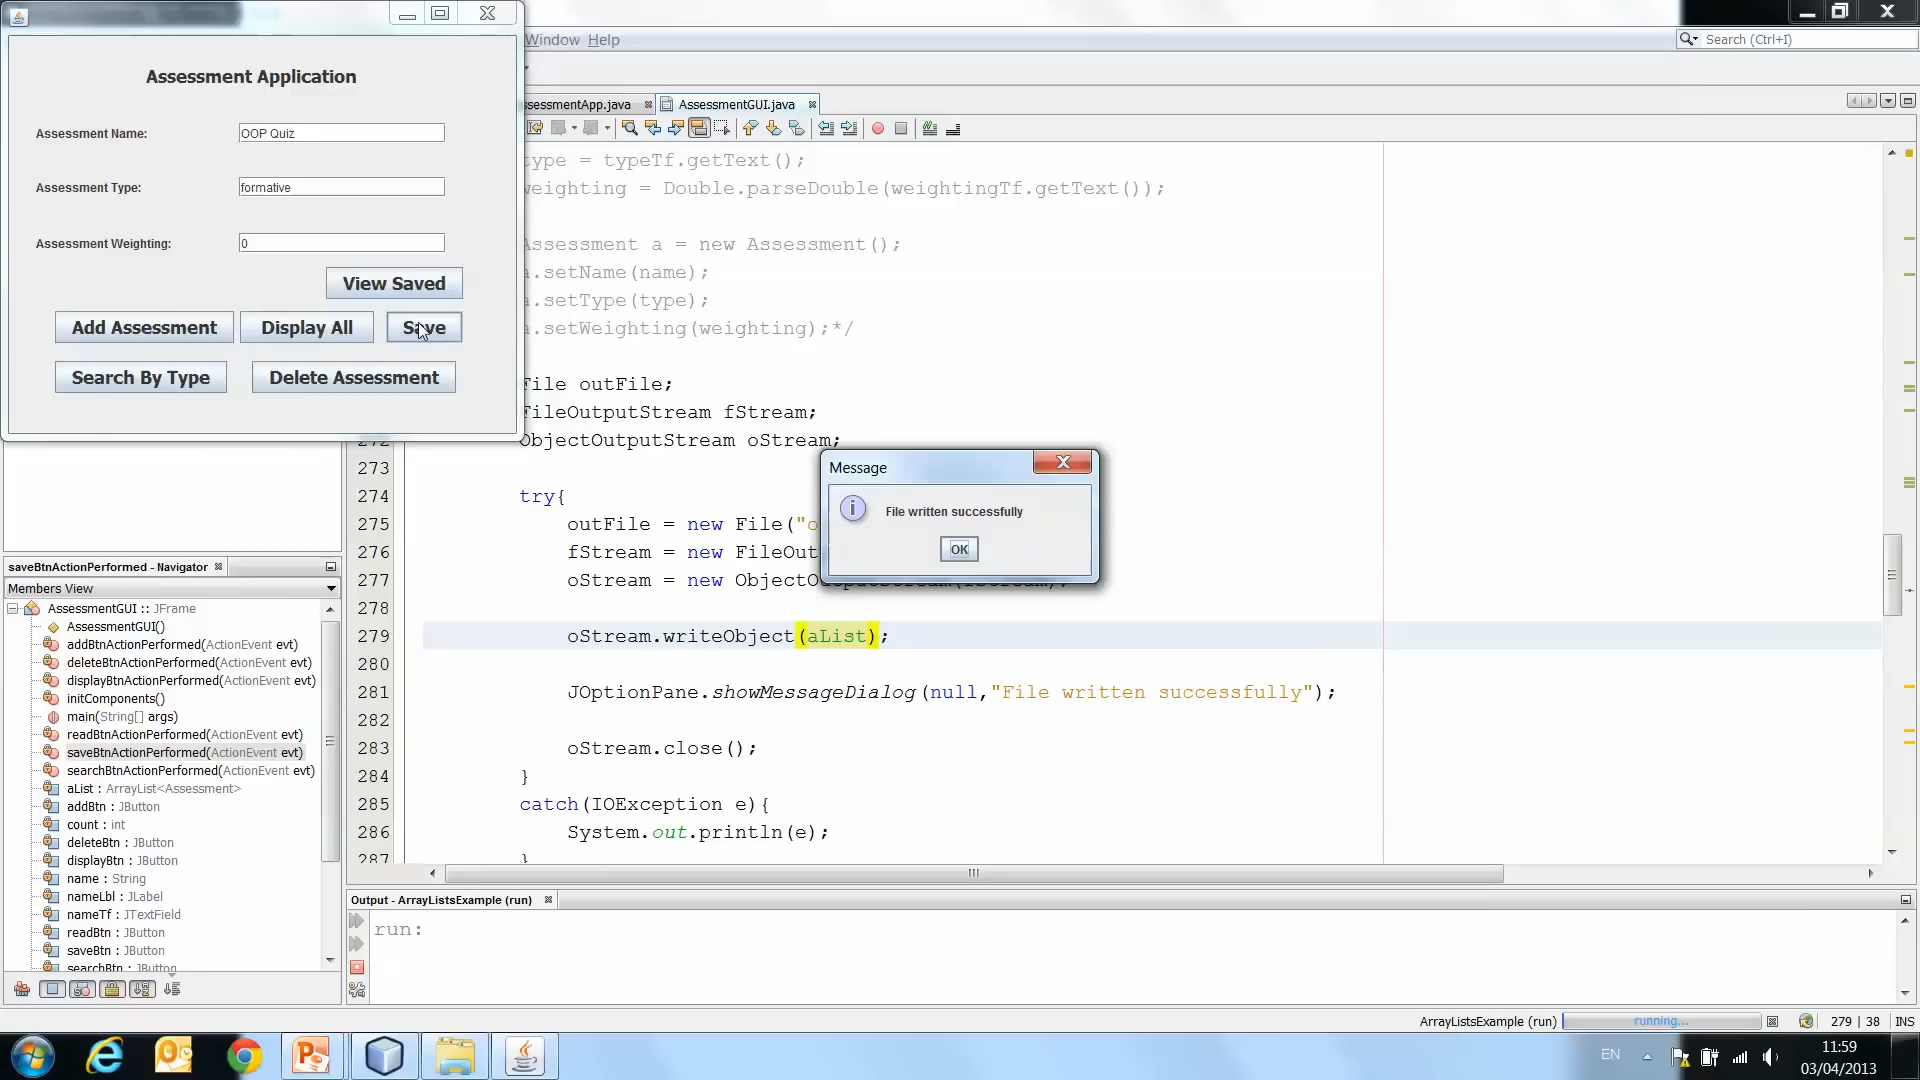 Assessment Application
Assessment Name:
OOP Quiz
Assessment Type:
formative
Assessment Weighting:
0
View Saved
Add Assessment
Display All
Save
Search By Type
Delete Assessment
Window Help
Search (Ctrl+I)
ssessmentApp.java
AssessmentGUI.java
type = typeTf.getText();
weighting = Double.parseDouble(weightingTf.getText());
Assessment a = new Assessment();
a.setName(name);
a.setType(type);
a.setWeighting(weighting);*/
File outFile;
FileOutputStream fStream;
272 ObjectOutputStream oStream;
273
274 try{
275 outFile = new File("o
276 fStream = new FileOut
277 oStream = new ObjectOutputStream(fStream);
278
279 oStream.writeObject(aList);
280
281 JOptionPane.showMessageDialog(null,"File written successfully");
282
283 oStream.close();
284 }
285 catch(IOException e){
286 System.out.println(e);
287 }
Message
File written successfully
OK
saveBtnActionPerformed - Navigator
Members View
AssessmentGUI :: JFrame
AssessmentGUI()
addBtnActionPerformed(ActionEvent evt)
deleteBtnActionPerformed(ActionEvent evt)
displayBtnActionPerformed(ActionEvent evt)
initComponents()
main(String[] args)
readBtnActionPerformed(ActionEvent evt)
saveBtnActionPerformed(ActionEvent evt)
searchBtnActionPerformed(ActionEvent evt)
aList : ArrayList<Assessment>
addBtn : JButton
count : int
deleteBtn : JButton
displayBtn : JButton
name : String
nameLbl : JLabel
nameTf : JTextField
readBtn : JButton
saveBtn : JButton
searchBtn : JButton
Output - ArrayListsExample (run)
run:
ArrayListsExample (run)
running...
279 | 38
INS
EN
11:59
03/04/2013